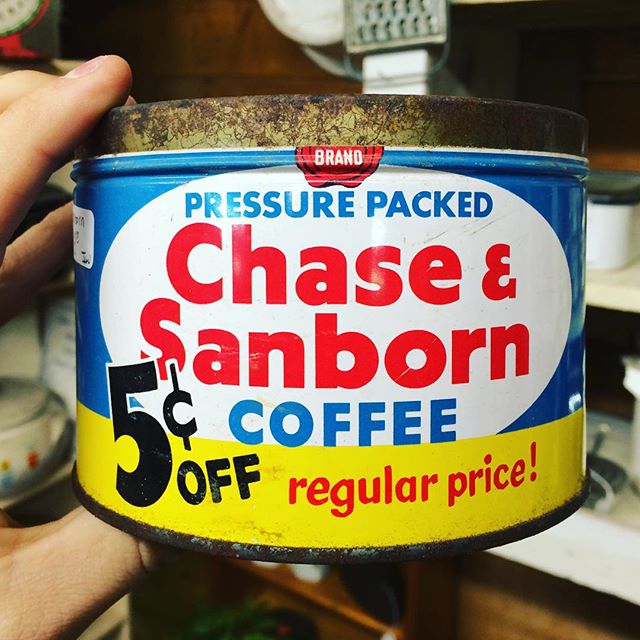 BRAND
PRESSURE PACKED
Chase &
Sanborn
COFFEE
5¢
OFF
regular price!